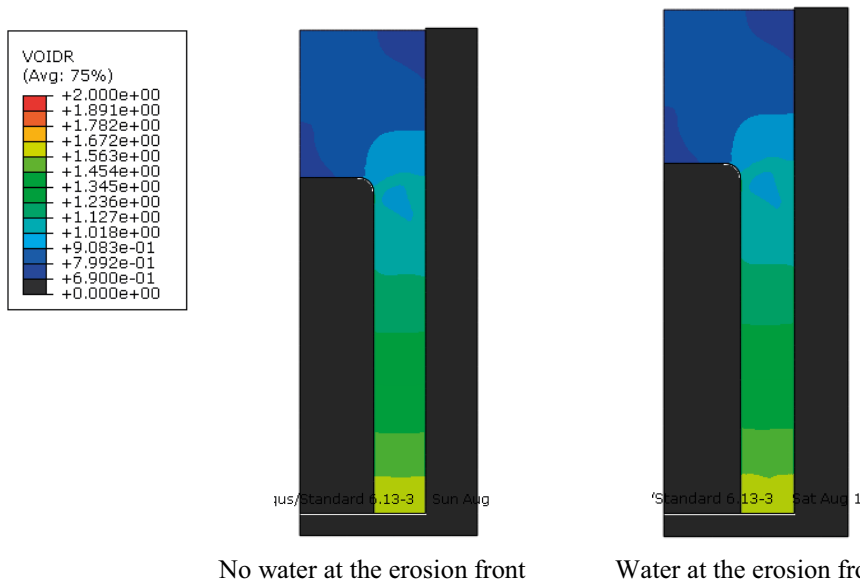 VOIDR
(Avg: 75%)
+2.000e+00
+1.891e+00
+1.782e+00
+1.672e+00
+1.563e+00
+1.454e+00
+1.345e+00
+1.236e+00
+1.127e+00
+1.018e+00
+9.083e-01
+7.992e-01
+6.900e-01
+0.000e+00
qus/Standard 6.13-3 Sun Aug
/Standard 6.13-3 Sat Aug 1
No water at the erosion front
Water at the erosion fro